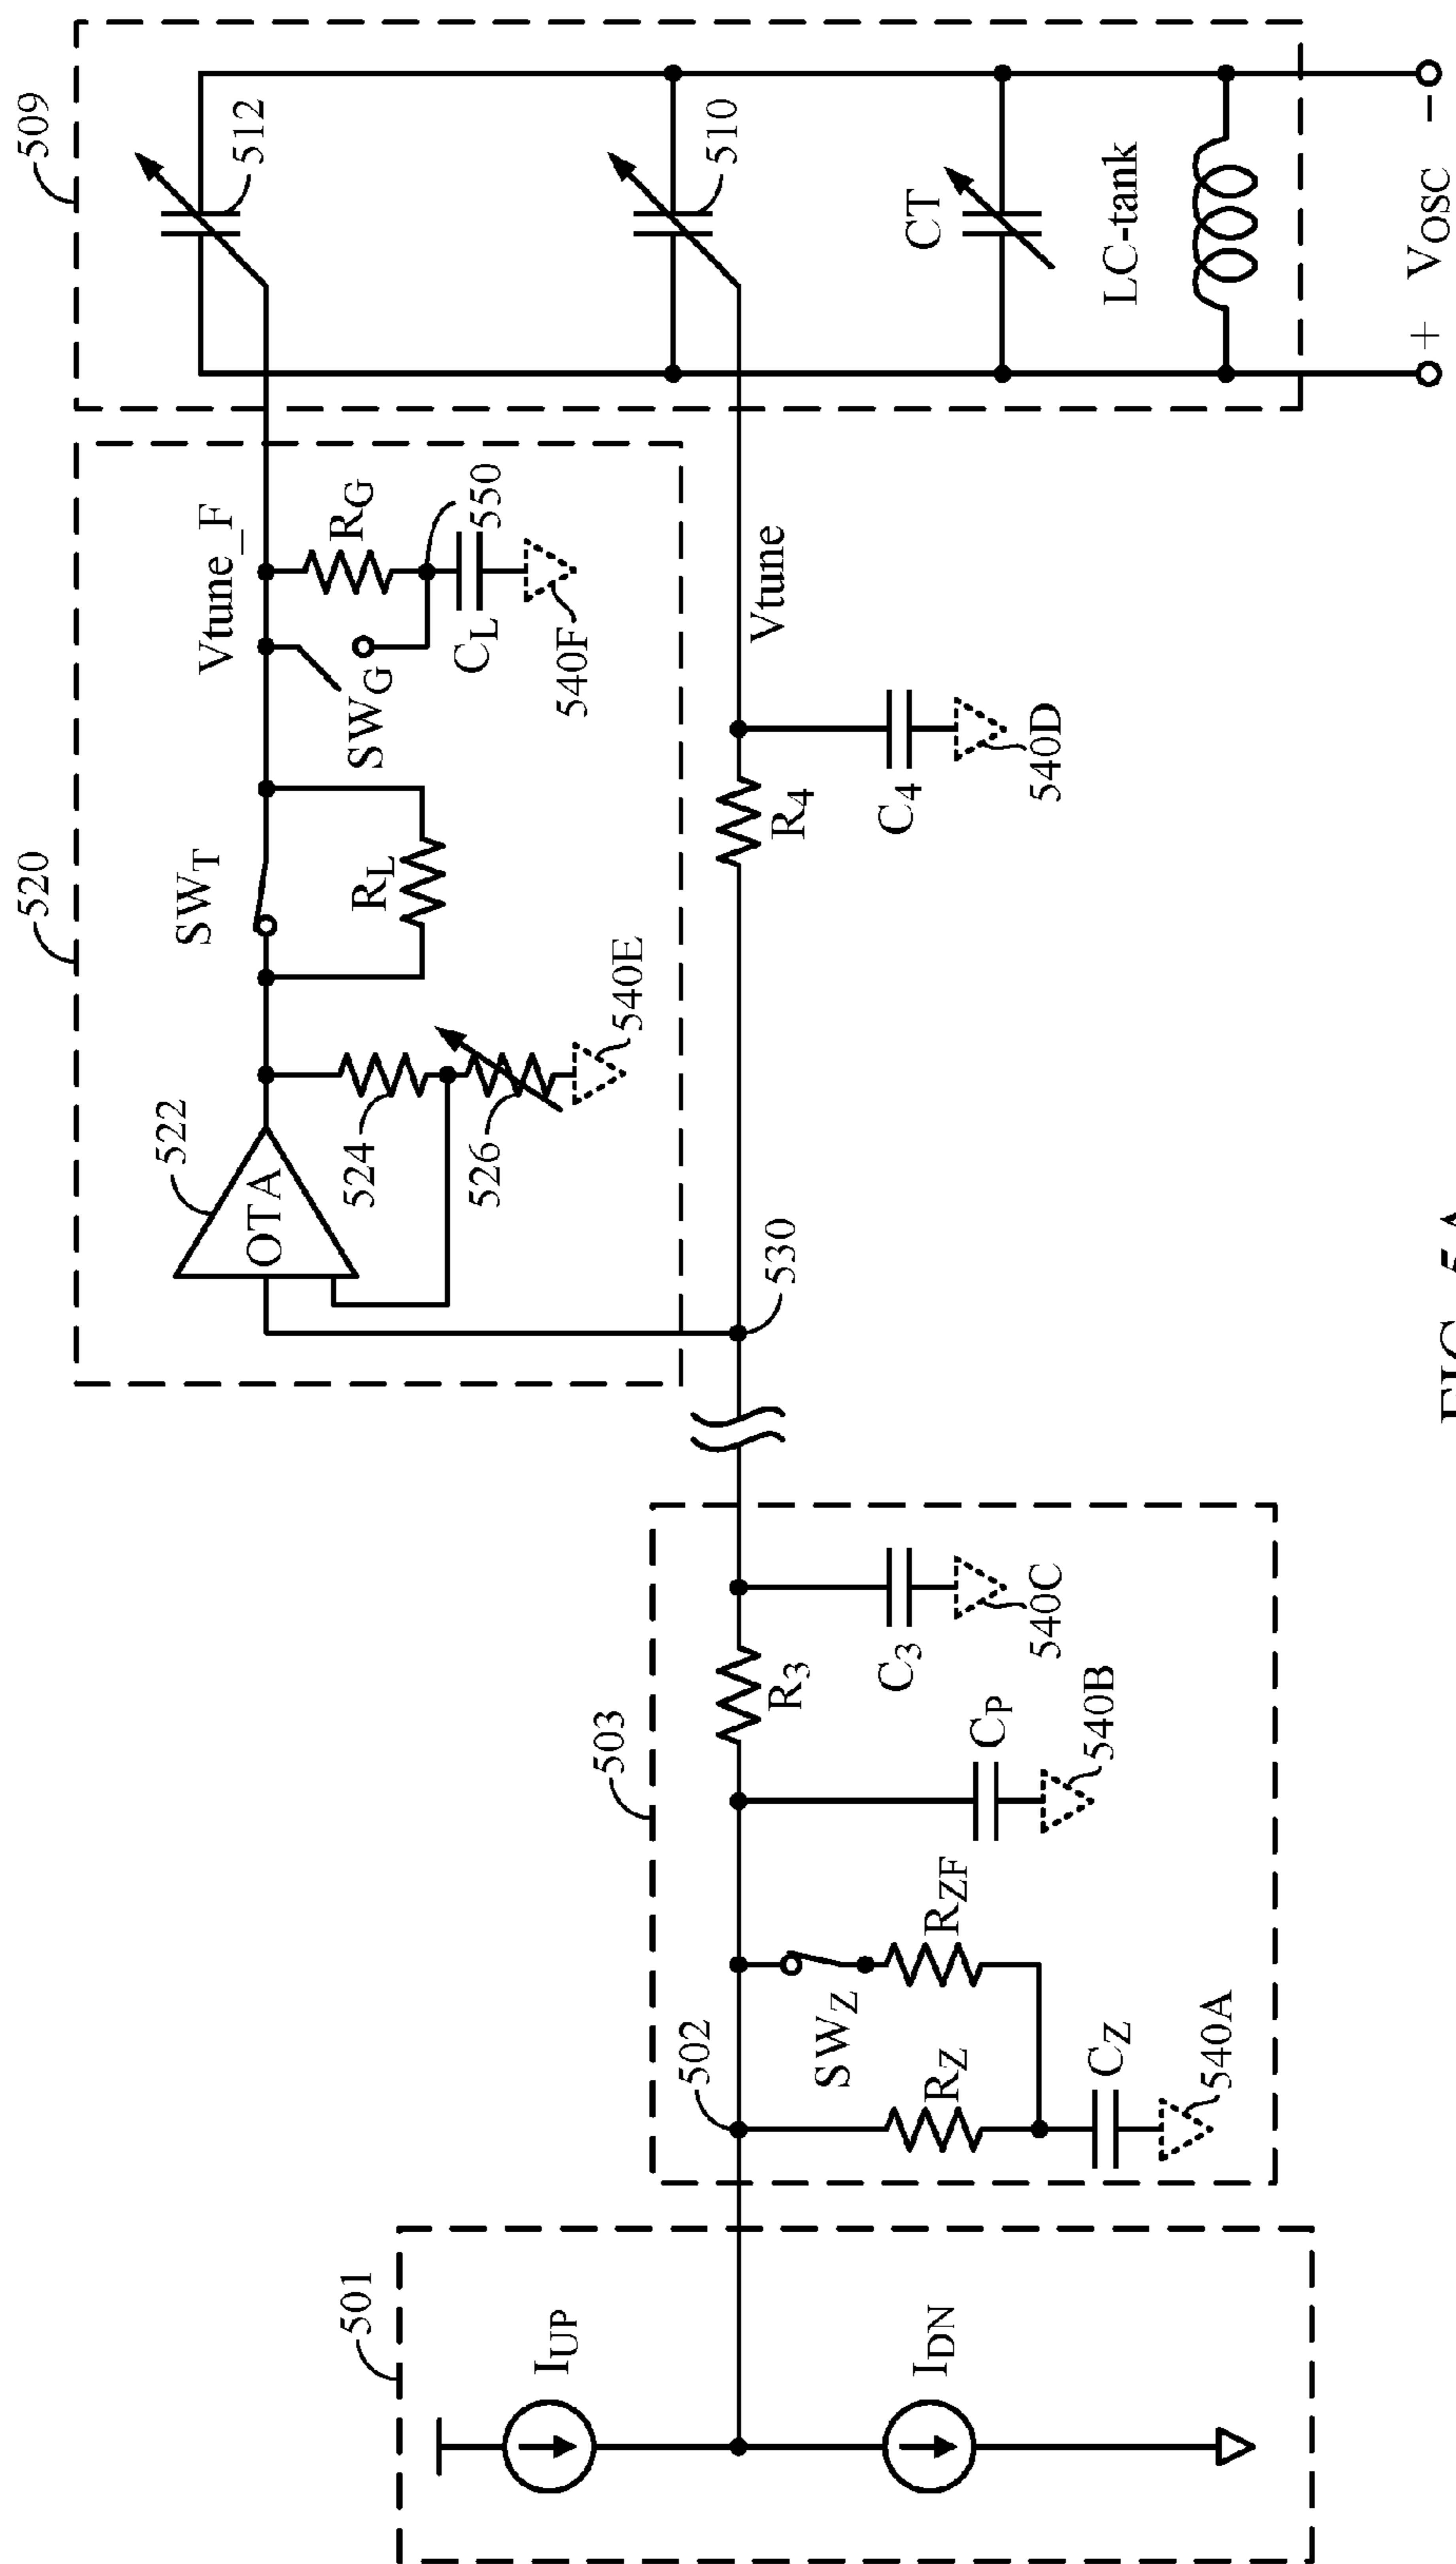 501
I_UP
I_DN
503
502
R_Z
SW_Z
R_ZF
C_Z
540A
C_P
540B
R_3
C_3
540C
530
520
522
OTA
524
526
540E
SW_T
R_L
Vtune_F
SW_G
R_G
550
C_L
540F
R_4
C_4
540D
Vtune
509
512
510
CT
LC-tank
+ V_OSC -
FIG. 5A